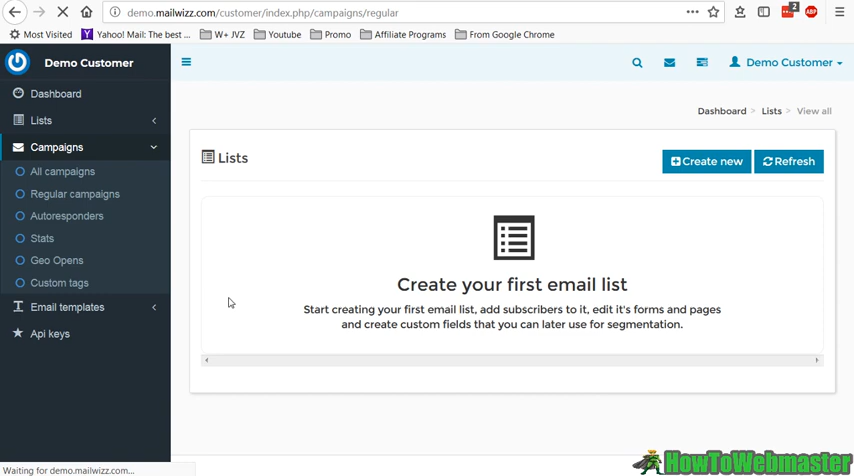 demo.mailwizz.com/customer/index.php/campaigns/regular
2
ABP
Most Visited Yahoo! Mail: The best ... W+ JVZ Youtube Promo Affiliate Programs From Google Chrome
Demo Customer
Demo Customer
Dashboard
Lists
Campaigns
All campaigns
Regular campaigns
Autoresponders
Stats
Geo Opens
Custom tags
Email templates
Api keys
Dashboard > Lists > View all
Lists
Create new
Refresh
Create your first email list
Start creating your first email list, add subscribers to it, edit it's forms and pages
and create custom fields that you can later use for segmentation.
Waiting for demo.mailwizz.com...
HowToWebmaster